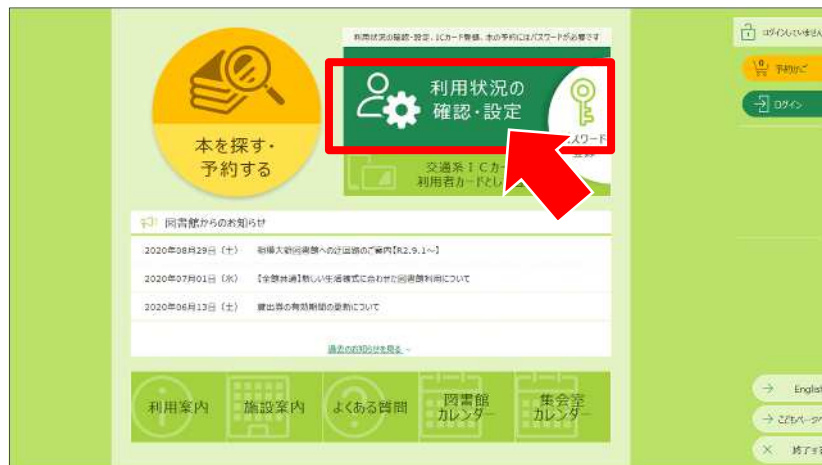 利用状況の確認・設定、ICカード登録、本の予約にはパスワードが必要です
ログインしていません
予約かご
ログイン
本を探す・
予約する
利用状況の
確認・設定
交通系ICカ
利用者カードとし
図書館からのお知らせ
2020年08月29日（土）
2020年07月01日（水） 【全館共通】新しい生活様式に合わせた図書館利用について
2020年06月13日（土） 貸出券の有効期間の更新について
過去のお知らせを見る
利用案内
施設案内
よくある質問
図書館
カレンダー
集会室
カレンダー
English
こどもページへ
終了する